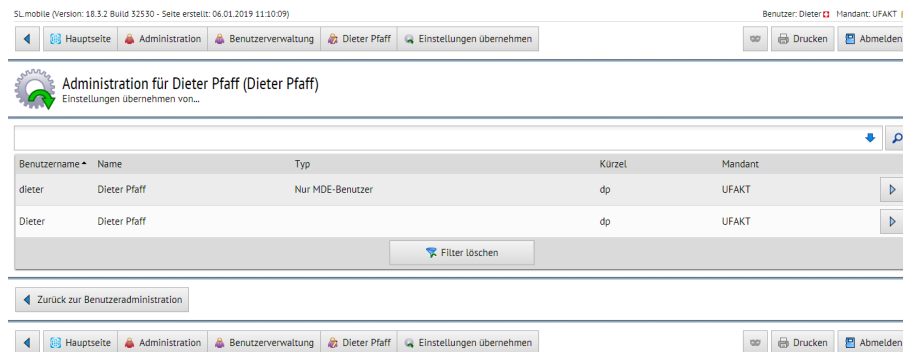 SL.mobile (Version: 18.3.2 Build 32530 - Seite erstellt: 06.01.2019 11:10:09) Benutzer: Dieter Mandant: UFAKT |
Hauptseite Administration Benutzerverwaltung Dieter Pfaff Einstellungen übernehmen Drucken Abmelden
Administration für Dieter Pfaff (Dieter Pfaff)
Einstellungen übernehmen von...
Benutzername Name Typ Kürzel Mandant
dieter Dieter Pfaff Nur MDE-Benutzer dp UFAKT
Dieter Dieter Pfaff dp UFAKT
Filter löschen
Zurück zur Benutzeradministration
Hauptseite Administration Benutzerverwaltung Dieter Pfaff Einstellungen übernehmen Drucken Abmelden